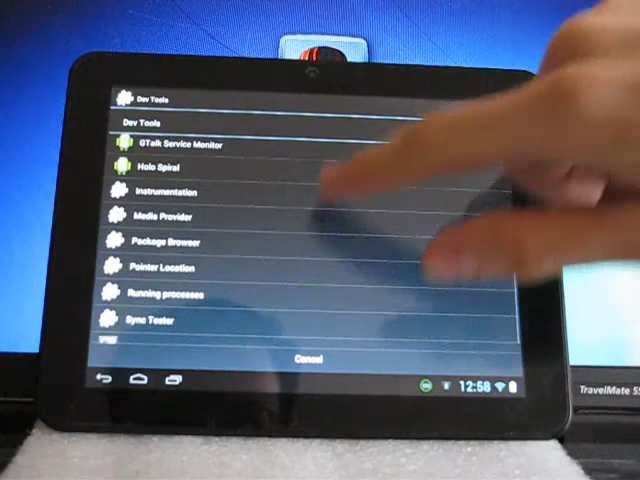 Dev Tools
Dev Tools
GTalk Service Monitor
Holo Spiral
Instrumentation
Media Provider
Package Browser
Pointer Location
Running processes
Sync Tester
Cancel
12:58
TravelMate